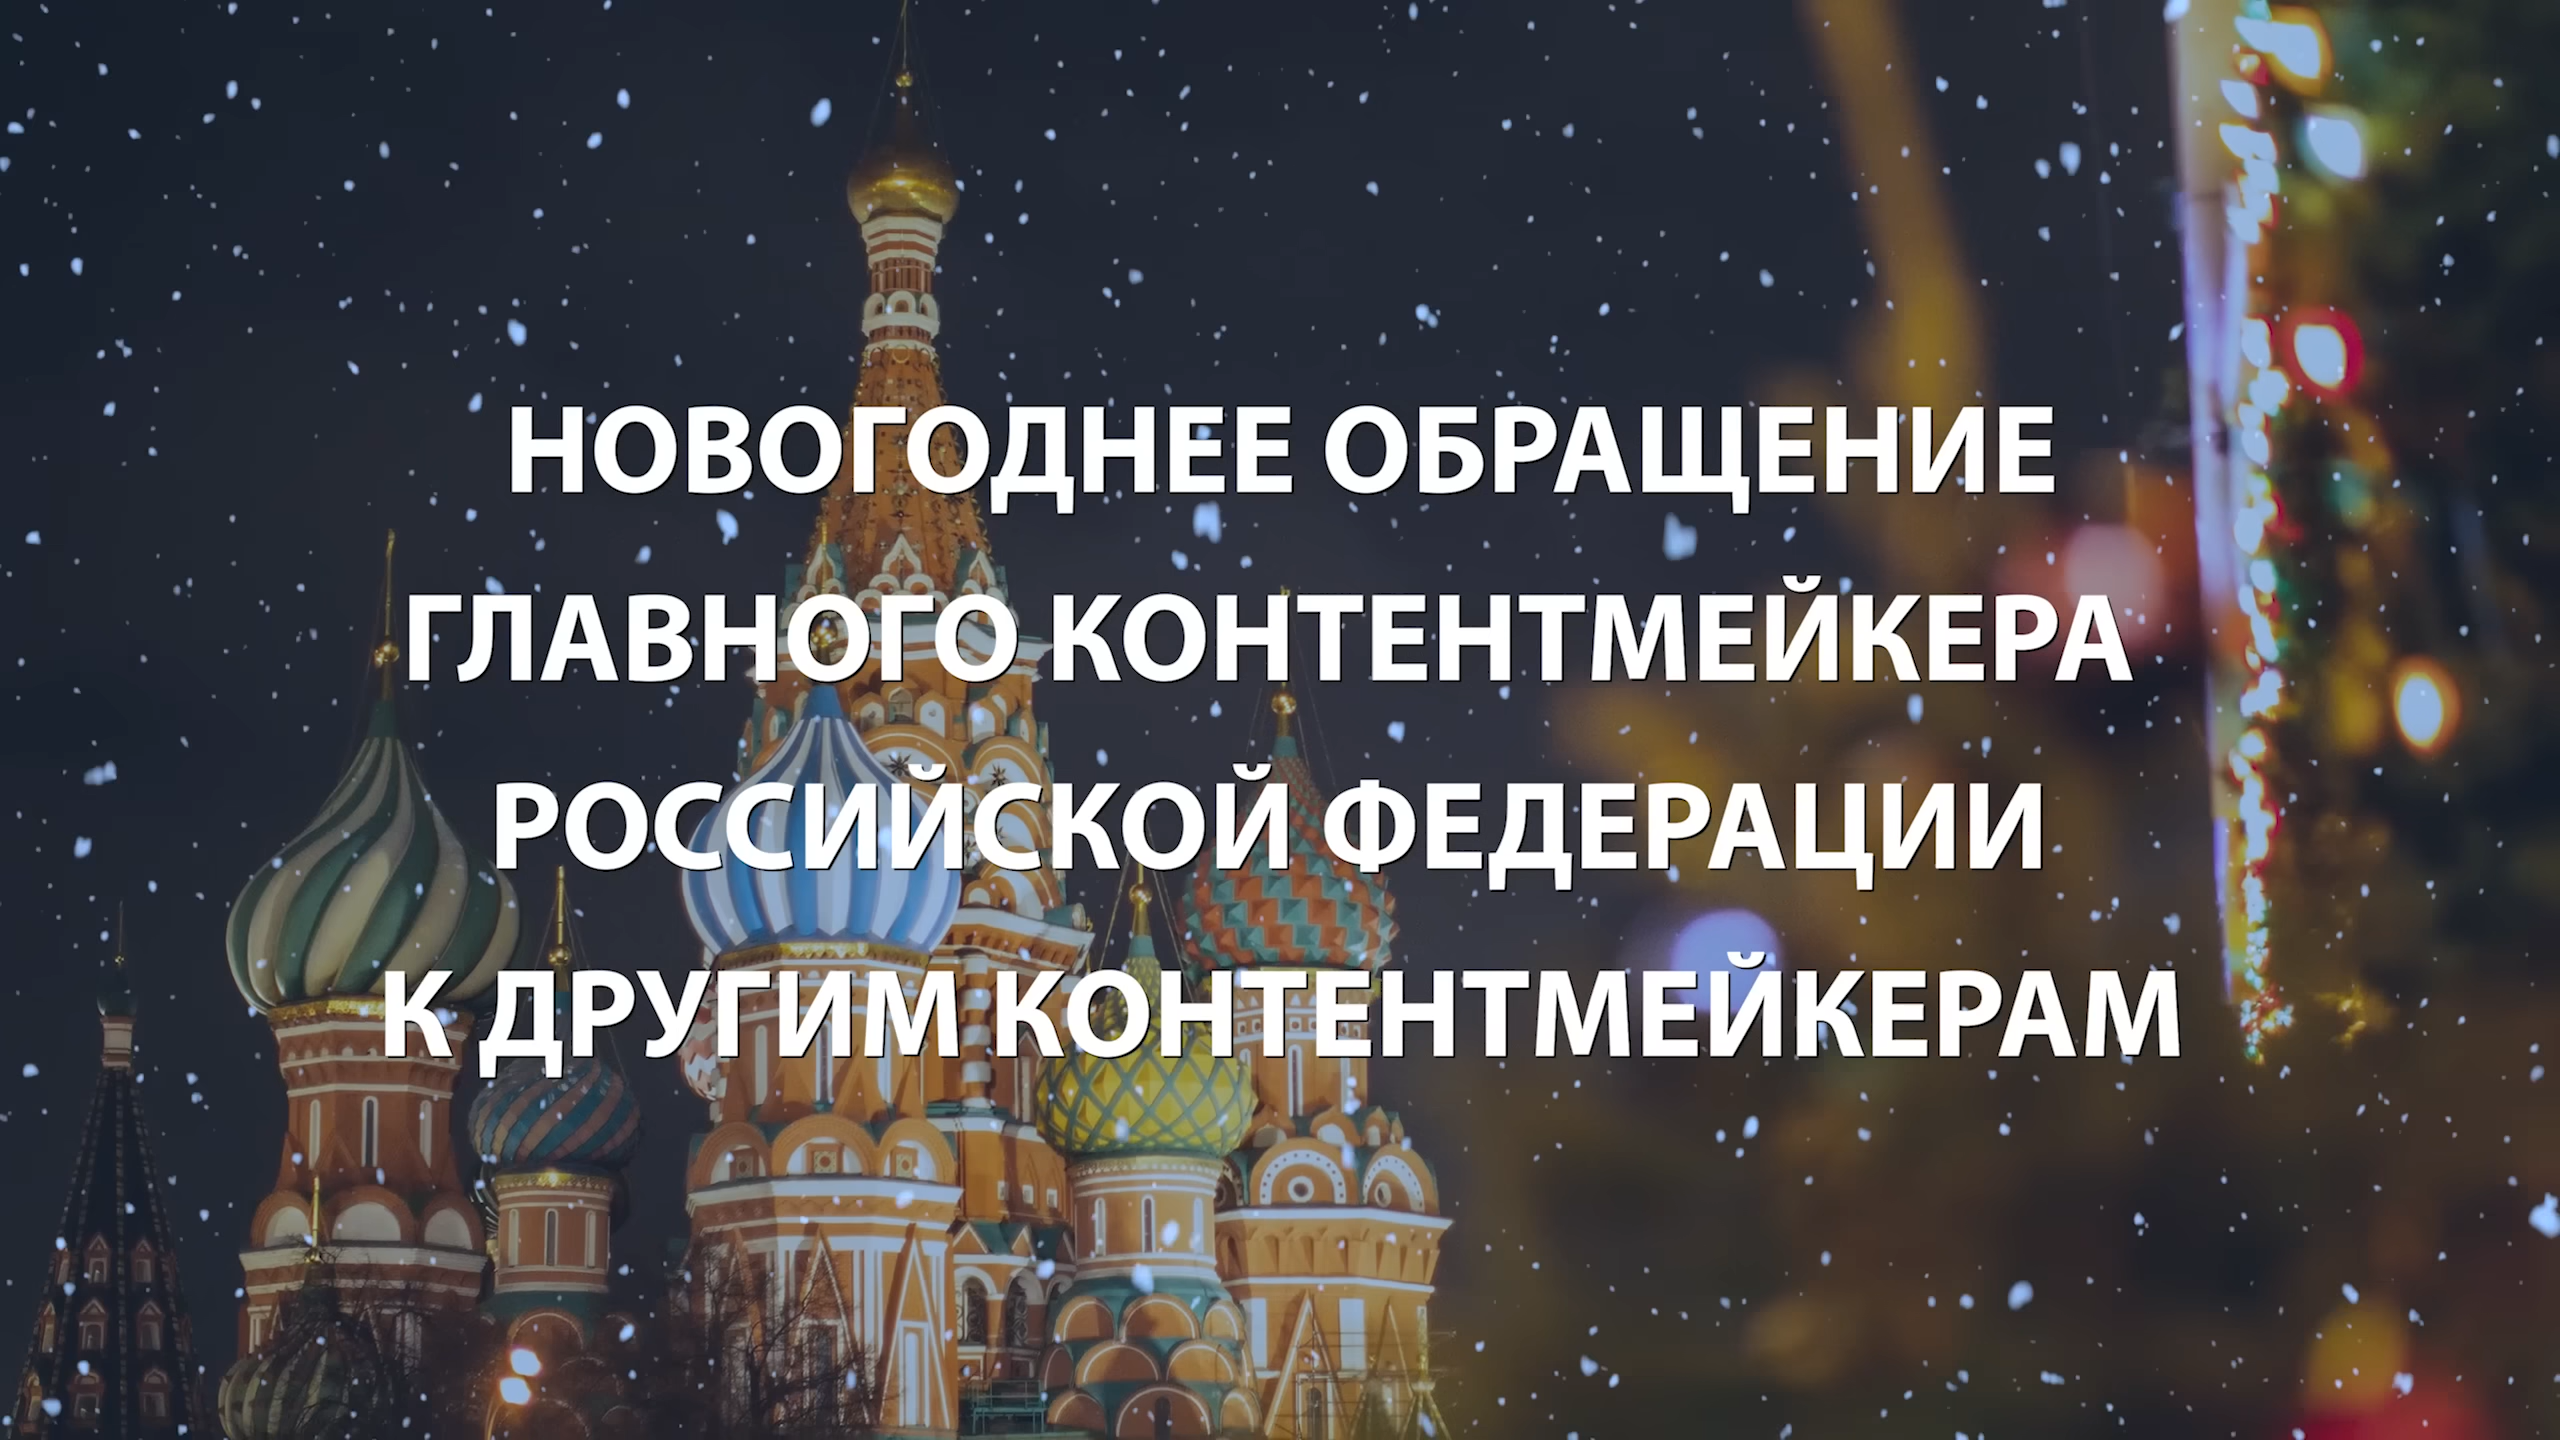 НОВОГОДНЕЕ ОБРАЩЕНИЕ
ГЛАВНОГО КОНТЕНТМЕЙКЕРА
РОССИЙСКОЙ ФЕДЕРАЦИИ
К ДРУГИМ КОНТЕНТМЕЙКЕРАМ